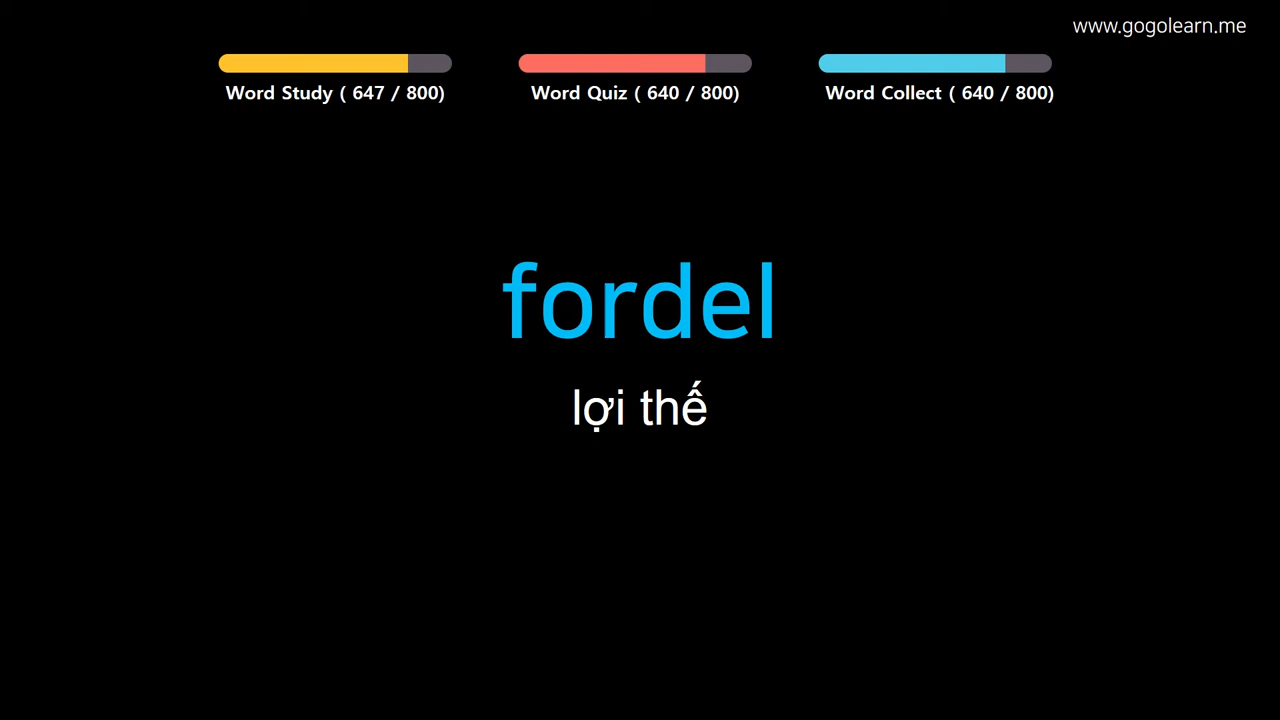 www.gogolearn.me
Word Study ( 647 / 800)
Word Quiz ( 640 / 800)
Word Collect ( 640 / 800)
fordel
lợi thế